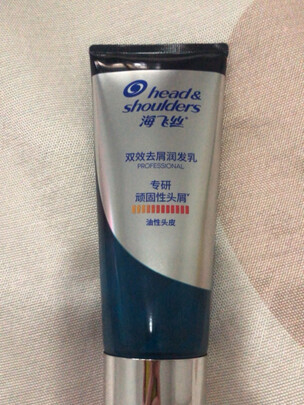 head&
shoulders
海飞丝
双效去屑润发乳
PROFESSIONAL
专研
顽固性头屑*
油性头皮